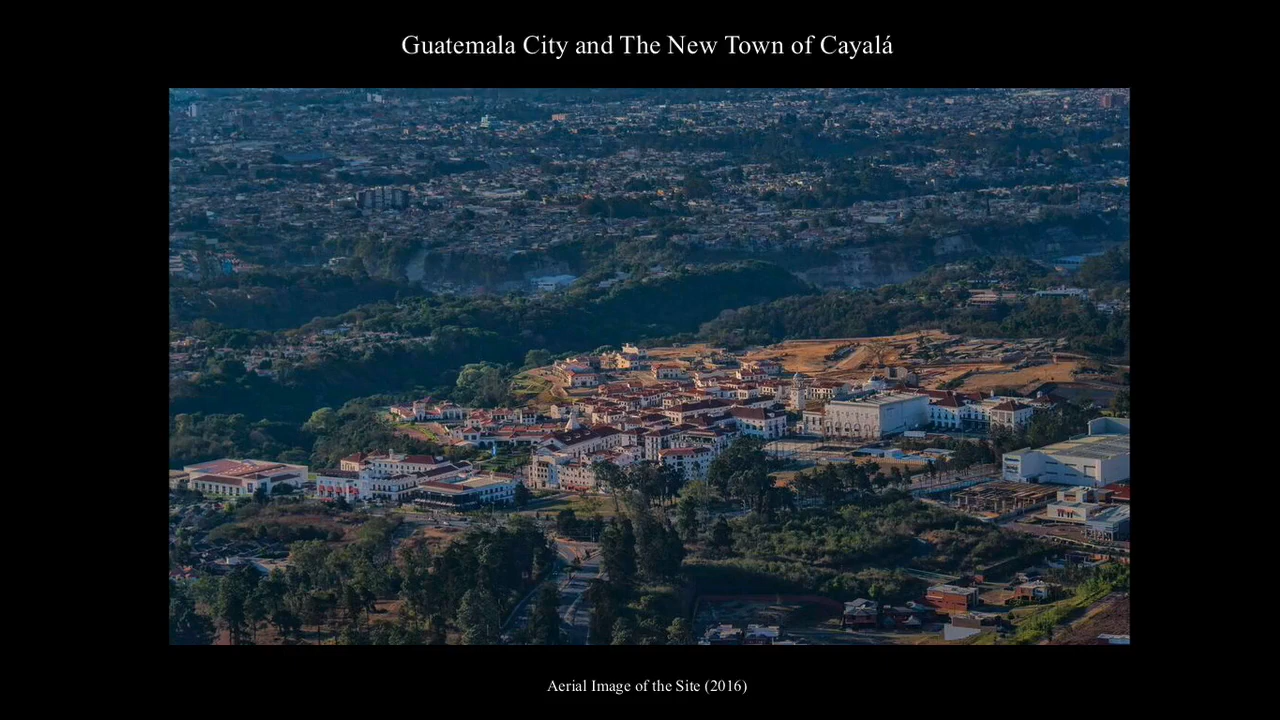 Guatemala City and The New Town of Cayalá
Aerial Image of the Site (2016)